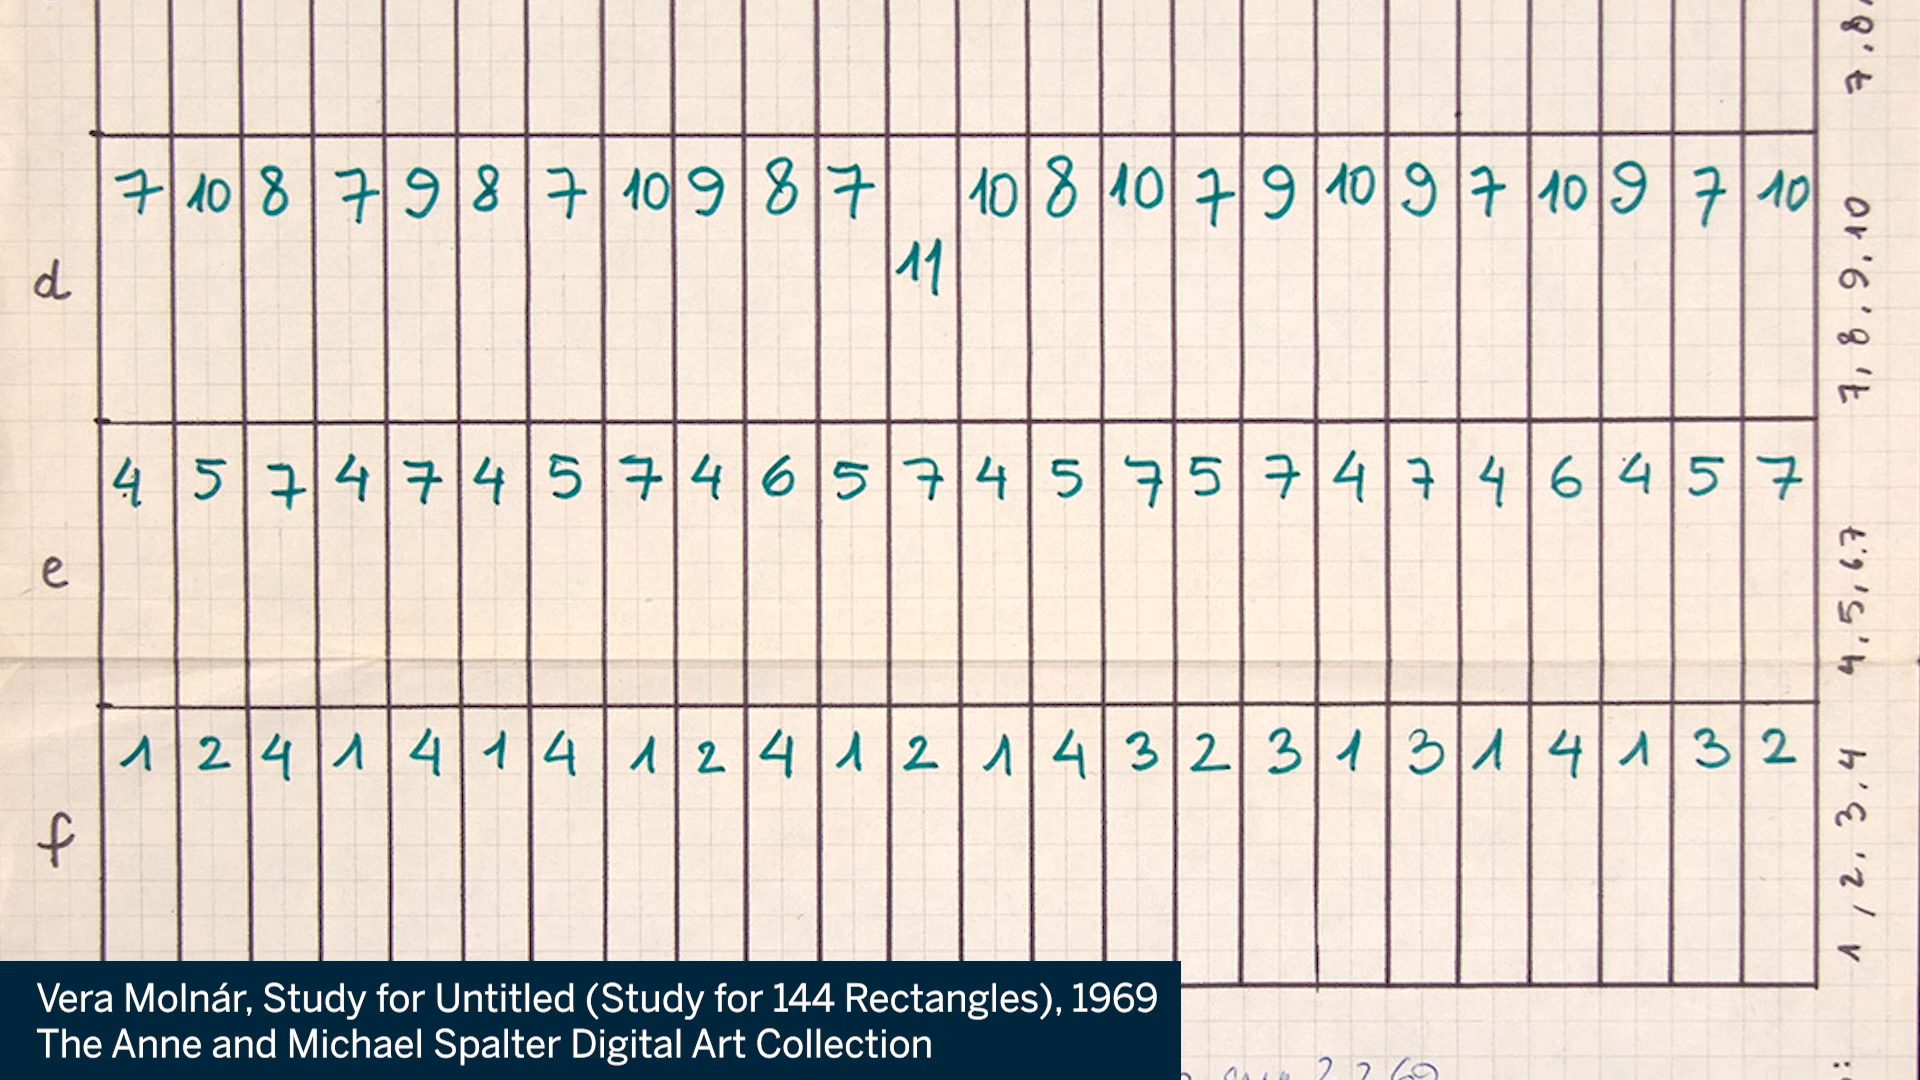 7 10 8 7 9 8 7 10 9 8 7 10 8 10 7 9 10 9 7 10 9 7 10
11
d
7.8.9.10
4 5 7 4 7 4 5 7 4 6 5 7 4 5 7 5 7 4 7 4 6 4 5 7
e
4.5.6.7
1 2 4 1 4 1 4 1 2 4 1 2 1 4 3 2 3 1 3 1 4 1 3 2
f
1,2.3.4
Vera Molnár, Study for Untitled (Study for 144 Rectangles), 1969
The Anne and Michael Spalter Digital Art Collection